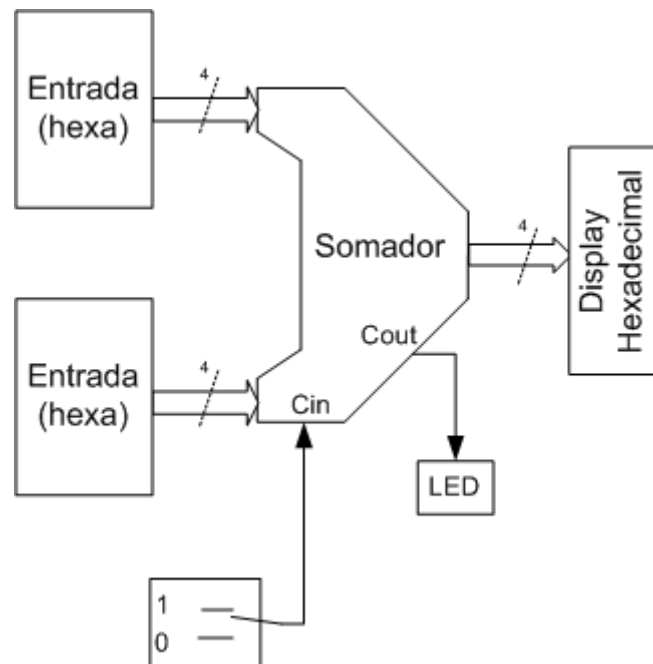 4
Entrada
(hexa)
Somador
4
Display
Hexadecimal
4
Entrada
(hexa)
Cout
Cin
LED
1
0